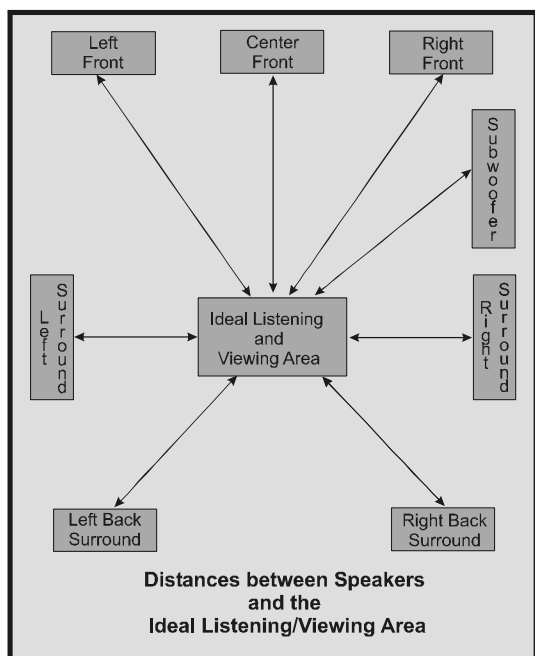 Left
Front
Center
Front
Right
Front
Subwoofer
Left
Surround
Ideal Listening
and
Viewing Area
Right
Surround
Left Back
Surround
Right Back
Surround
Distances between Speakers
and the
Ideal Listening/Viewing Area